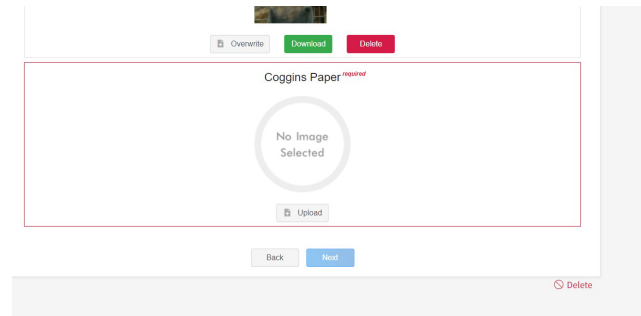 Overwrite Download Delete
Coggins Paper required
No Image
Selected
Upload
Back Next
Delete